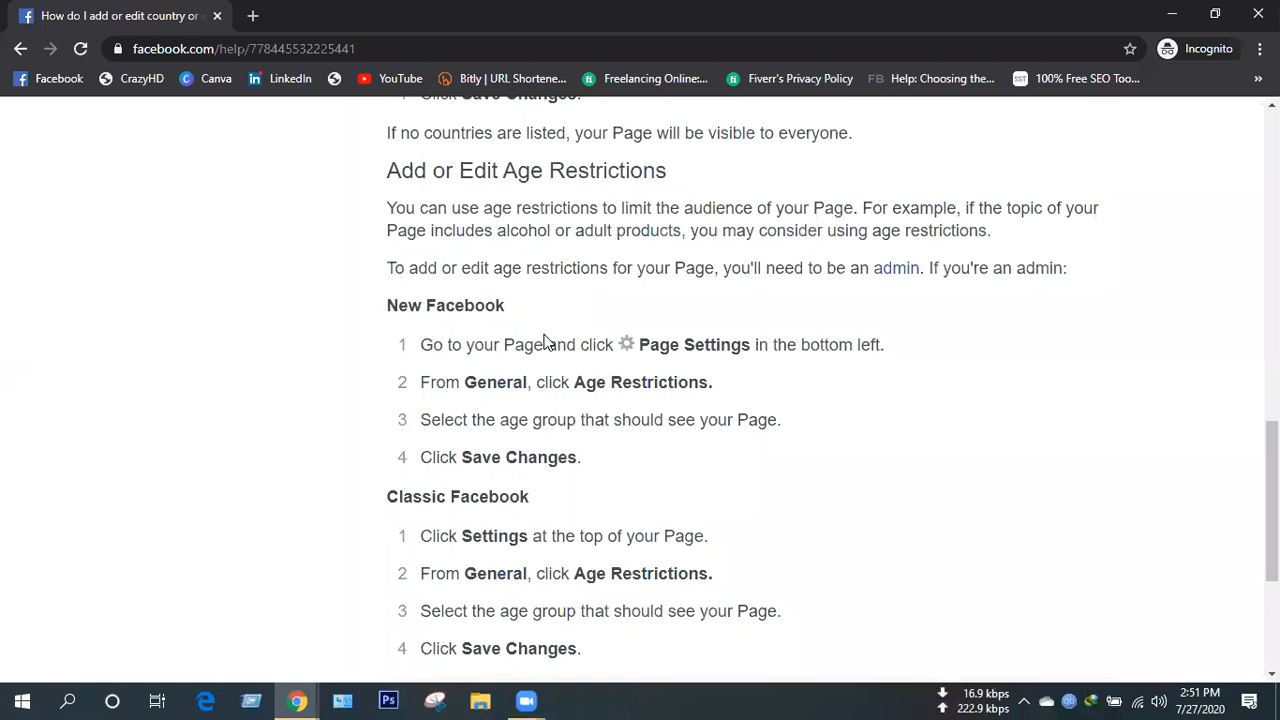 How do I add or edit country or
facebook.com/help/778445532225441
Incognito
Facebook
CrazyHD
Canva
LinkedIn
YouTube
Bitly | URL Shortene...
Freelancing Online:...
Fiverr's Privacy Policy
FB Help: Choosing the...
SST 100% Free SEO Too...
»
Click Save Changes.
If no countries are listed, your Page will be visible to everyone.
Add or Edit Age Restrictions
You can use age restrictions to limit the audience of your Page. For example, if the topic of your
Page includes alcohol or adult products, you may consider using age restrictions.
To add or edit age restrictions for your Page, you'll need to be an admin. If you're an admin:
New Facebook
1 Go to your Page and click Page Settings in the bottom left.
2 From General, click Age Restrictions.
3 Select the age group that should see your Page.
4 Click Save Changes.
Classic Facebook
1 Click Settings at the top of your Page.
2 From General, click Age Restrictions.
3 Select the age group that should see your Page.
4 Click Save Changes.
Ps
16.9 kbps
222.9 kbps
2:51 PM
7/27/2020